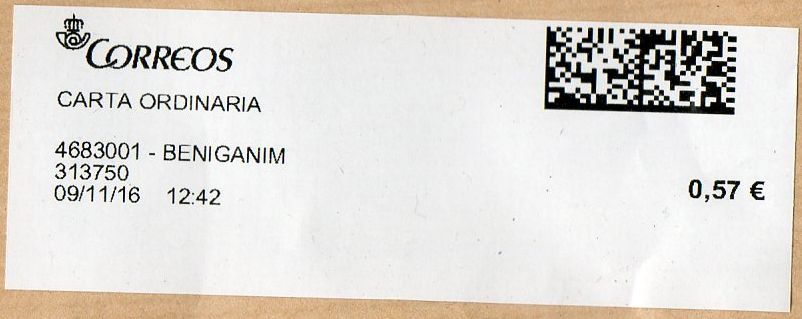 CORREOS
CARTA ORDINARIA
4683001 - BENIGANIM
313750
09/11/16 12:42
0,57 €